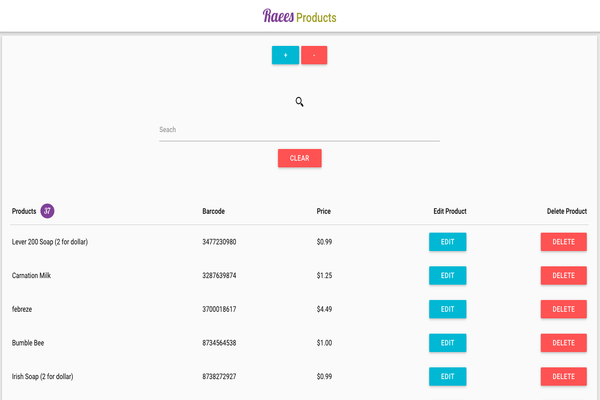 Raees Products
+ -
Seach
CLEAR
Products 37 Barcode Price Edit Product Delete Product
Lever 200 Soap (2 for dollar) 3477230980 $0.99 EDIT DELETE
Carnation Milk 3287639874 $1.25 EDIT DELETE
febreze 3700018617 $4.49 EDIT DELETE
Bumble Bee 8734564538 $1.00 EDIT DELETE
Irish Soap (2 for dollar) 8738272927 $0.99 EDIT DELETE